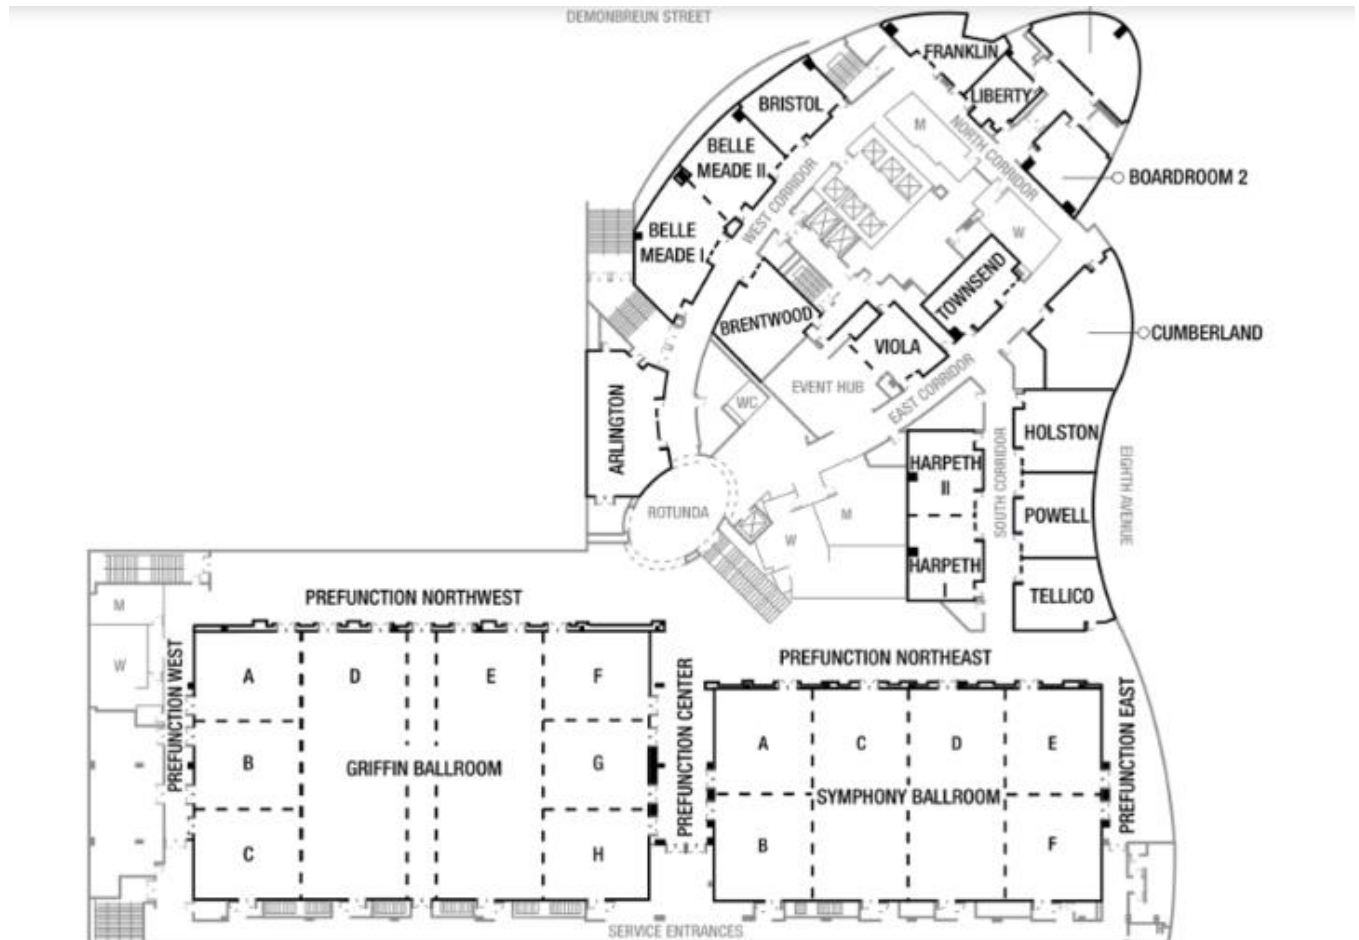 DEMONBREUN STREET
FRANKLIN
LIBERTY
BRISTOL
M
NORTH CORRIDOR
BELLE
MEADE II
BOARDROOM 2
WEST CORRIDOR
BELLE
MEADE I
W
TOWNSEND
BRENTWOOD
VIOLA
CUMBERLAND
EVENT HUB
EAST CORRIDOR
WC
ARLINGTON
HOLSTON
HARPETH
II
SOUTH CORRIDOR
EIGHTH AVENUE
ROTUNDA
M
POWELL
W
HARPETH
I
TELLICO
PREFUNCTION NORTHWEST
M
W
PREFUNCTION WEST
PREFUNCTION NORTHEAST
A
D
E
F
PREFUNCTION CENTER
PREFUNCTION EAST
A
C
D
E
B
GRIFFIN BALLROOM
G
SYMPHONY BALLROOM
C
H
B
F
SERVICE ENTRANCES